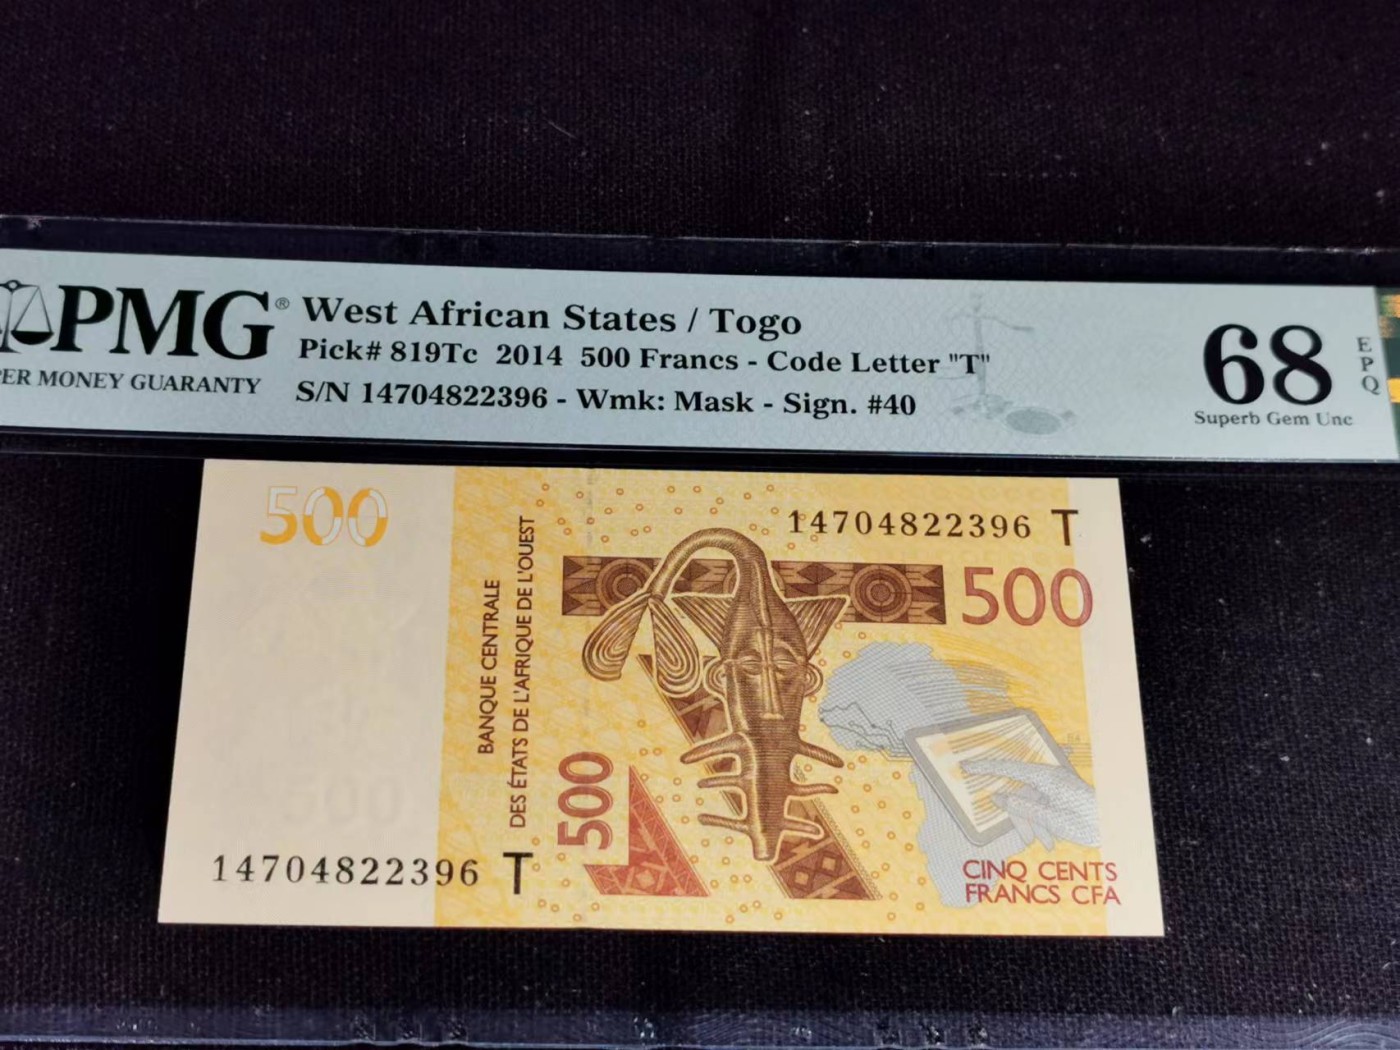 PMG®
ER MONEY GUARANTY
West African States / Togo
Pick# 819Tc 2014 500 Francs - Code Letter "T"
S/N 14704822396 - Wmk: Mask - Sign. #40
68
EPQ
Superb Gem Unc
500
BANQUE CENTRALE
DES ÉTATS DE L'AFRIQUE DE L'OUEST
14704822396 T
500
500
500
14704822396 T
CINQ CENTS
FRANCS CFA